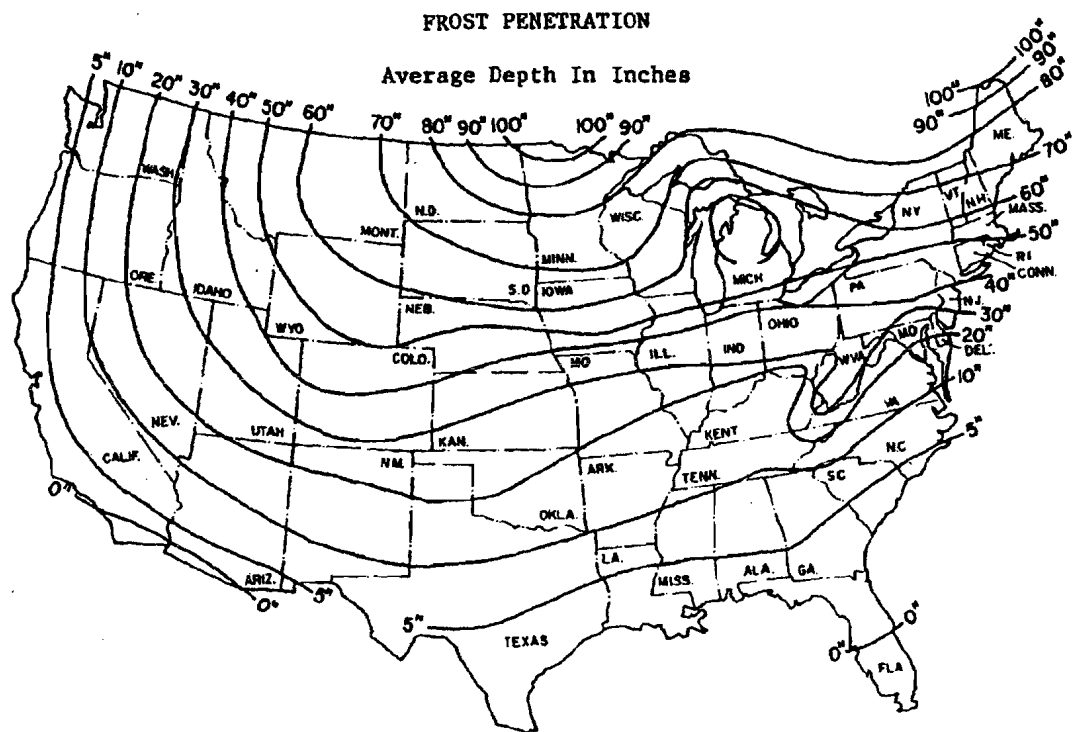 FROST PENETRATION
Average Depth In Inches
5" 10" 20" 30" 40" 50" 60" 70" 80" 90" 100" 100" 90"
100" 90" 80"
100"
90"
ME.
70"
WASH.
N.D.
MONT.
WISC.
NY VT N.H.
60"
MASS.
50"
MINN.
ORE
IDAHO
S.D IOWA
MICH
PA
RI
CONN.
40"
NEB.
N.J.
30"
WYO
OHIO
MD
20"
COLO.
MO
ILL.
IND
W.VA
DEL.
10"
NEV.
UTAH
KAN.
KENT
VA
5"
CALIF.
N.M.
ARK.
TENN.
N.C
SC
0"
OKLA.
ARIZ.
0" 5"
LA.
MISS.
ALA.
GA.
5"
TEXAS
0"
0"
FLA